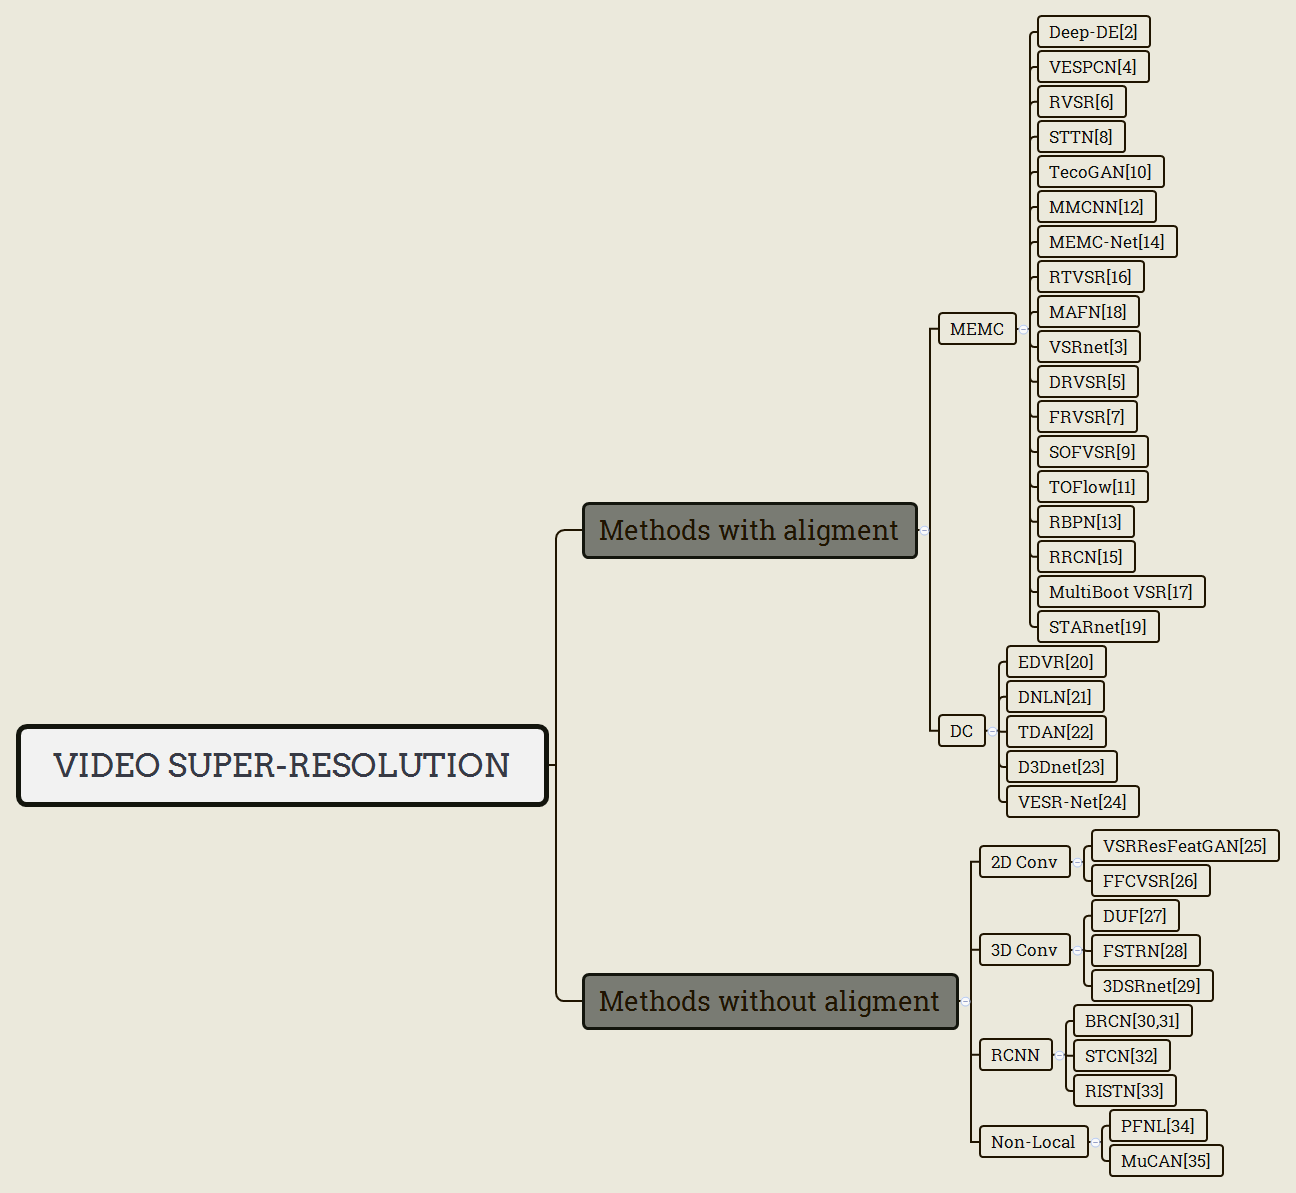 VIDEO SUPER-RESOLUTION
Methods with aligment
MEMC
Deep-DE[2]
VESPCN[4]
RVSR[6]
STTN[8]
TecoGAN[10]
MMCNN[12]
MEMC-Net[14]
RTVSR[16]
MAFN[18]
VSRnet[3]
DRVSR[5]
FRVSR[7]
SOFVSR[9]
TOFlow[11]
RBPN[13]
RRCN[15]
MultiBoot VSR[17]
STARnet[19]
DC
EDVR[20]
DNLN[21]
TDAN[22]
D3Dnet[23]
VESR-Net[24]
Methods without aligment
2D Conv
VSRResFeatGAN[25]
FFCVSR[26]
3D Conv
DUF[27]
FSTRN[28]
3DSRnet[29]
RCNN
BRCN[30,31]
STCN[32]
RISTN[33]
Non-Local
PFNL[34]
MuCAN[35]